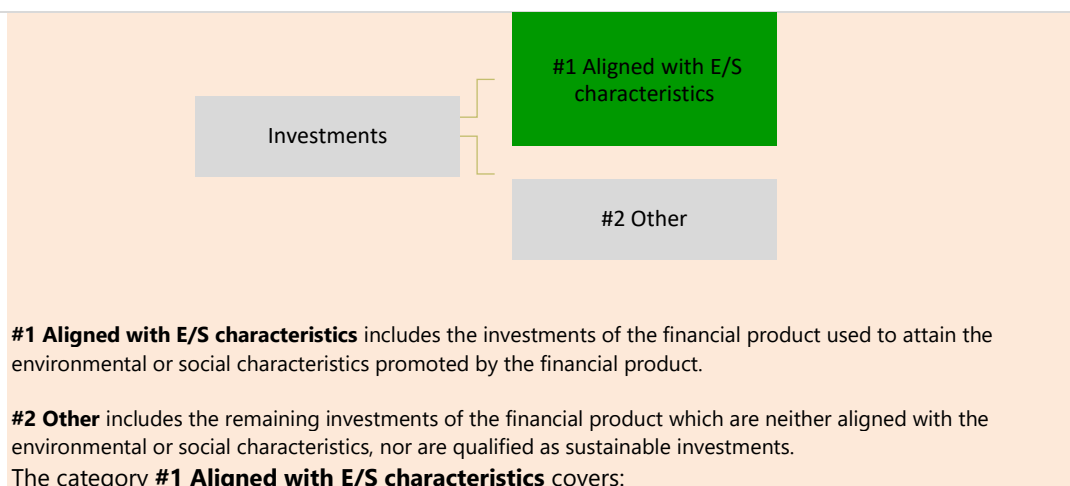 #1 Aligned with E/S
characteristics
Investments
#2 Other
#1 Aligned with E/S characteristics includes the investments of the financial product used to attain the
environmental or social characteristics promoted by the financial product.
#2 Other includes the remaining investments of the financial product which are neither aligned with the
environmental or social characteristics, nor are qualified as sustainable investments.
The category #1 Aligned with E/S characteristics covers: